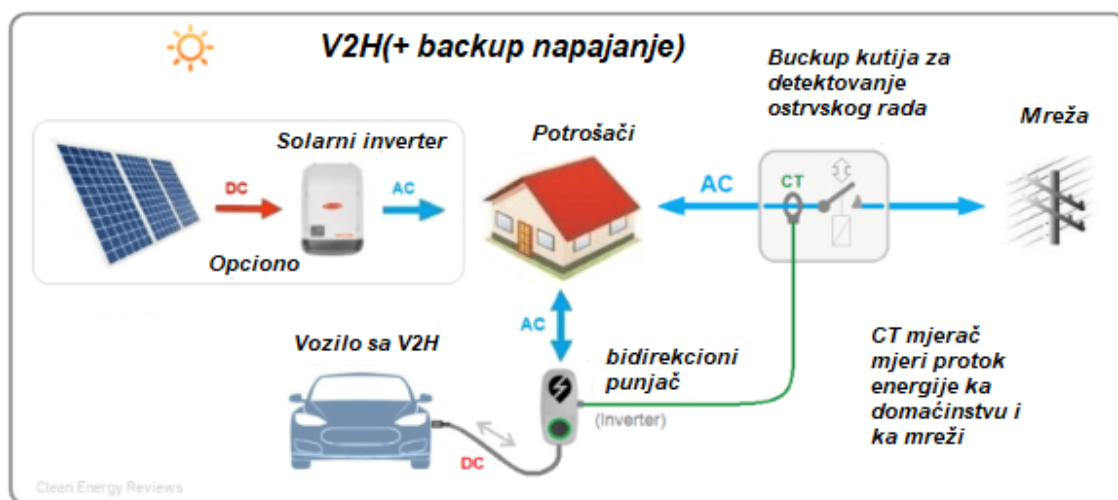 V2H(+ backup napajanje)
Buckup kutija za
detektovanje
ostrvskog rada
Mreža
Solarni inverter
Potrošači
DC
AC
AC
CT
Opciono
AC
Vozilo sa V2H
bidirekcioni
punjač
(Inverter)
CT mjerač
mjeri protok
energije ka
domaćinstvu i
ka mreži
DC
Clean Energy Reviews